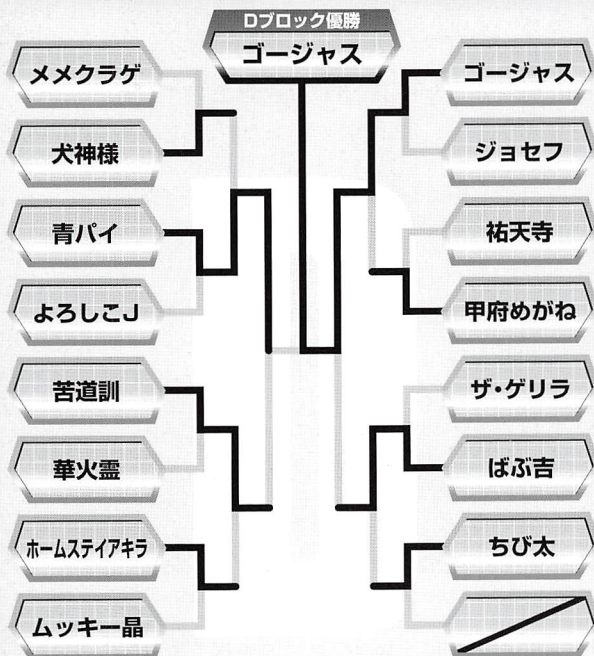 Dブロック優勝
ゴージャス
メメクラゲ
犬神様
青パイ
よろしこJ
苦道訓
華火霊
ホームステイアキラ
ムッキー晶
ゴージャス
ジョセフ
祐天寺
甲府めがね
ザ・ゲリラ
ばぶ吉
ちび太